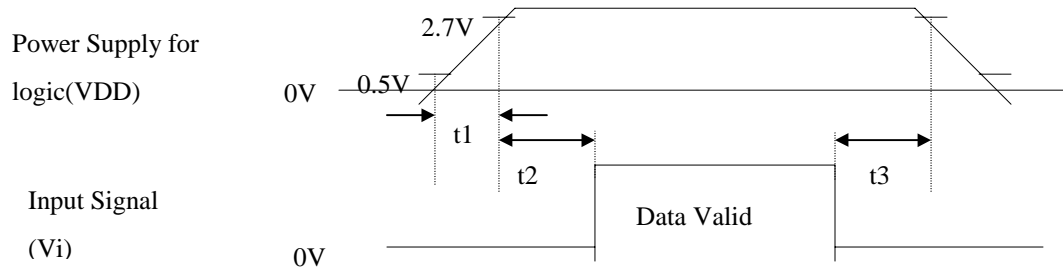 2.7V
Power Supply for
logic(VDD)
0V
0.5V
t1
t2
t3
Input Signal
(Vi)
Data Valid
0V